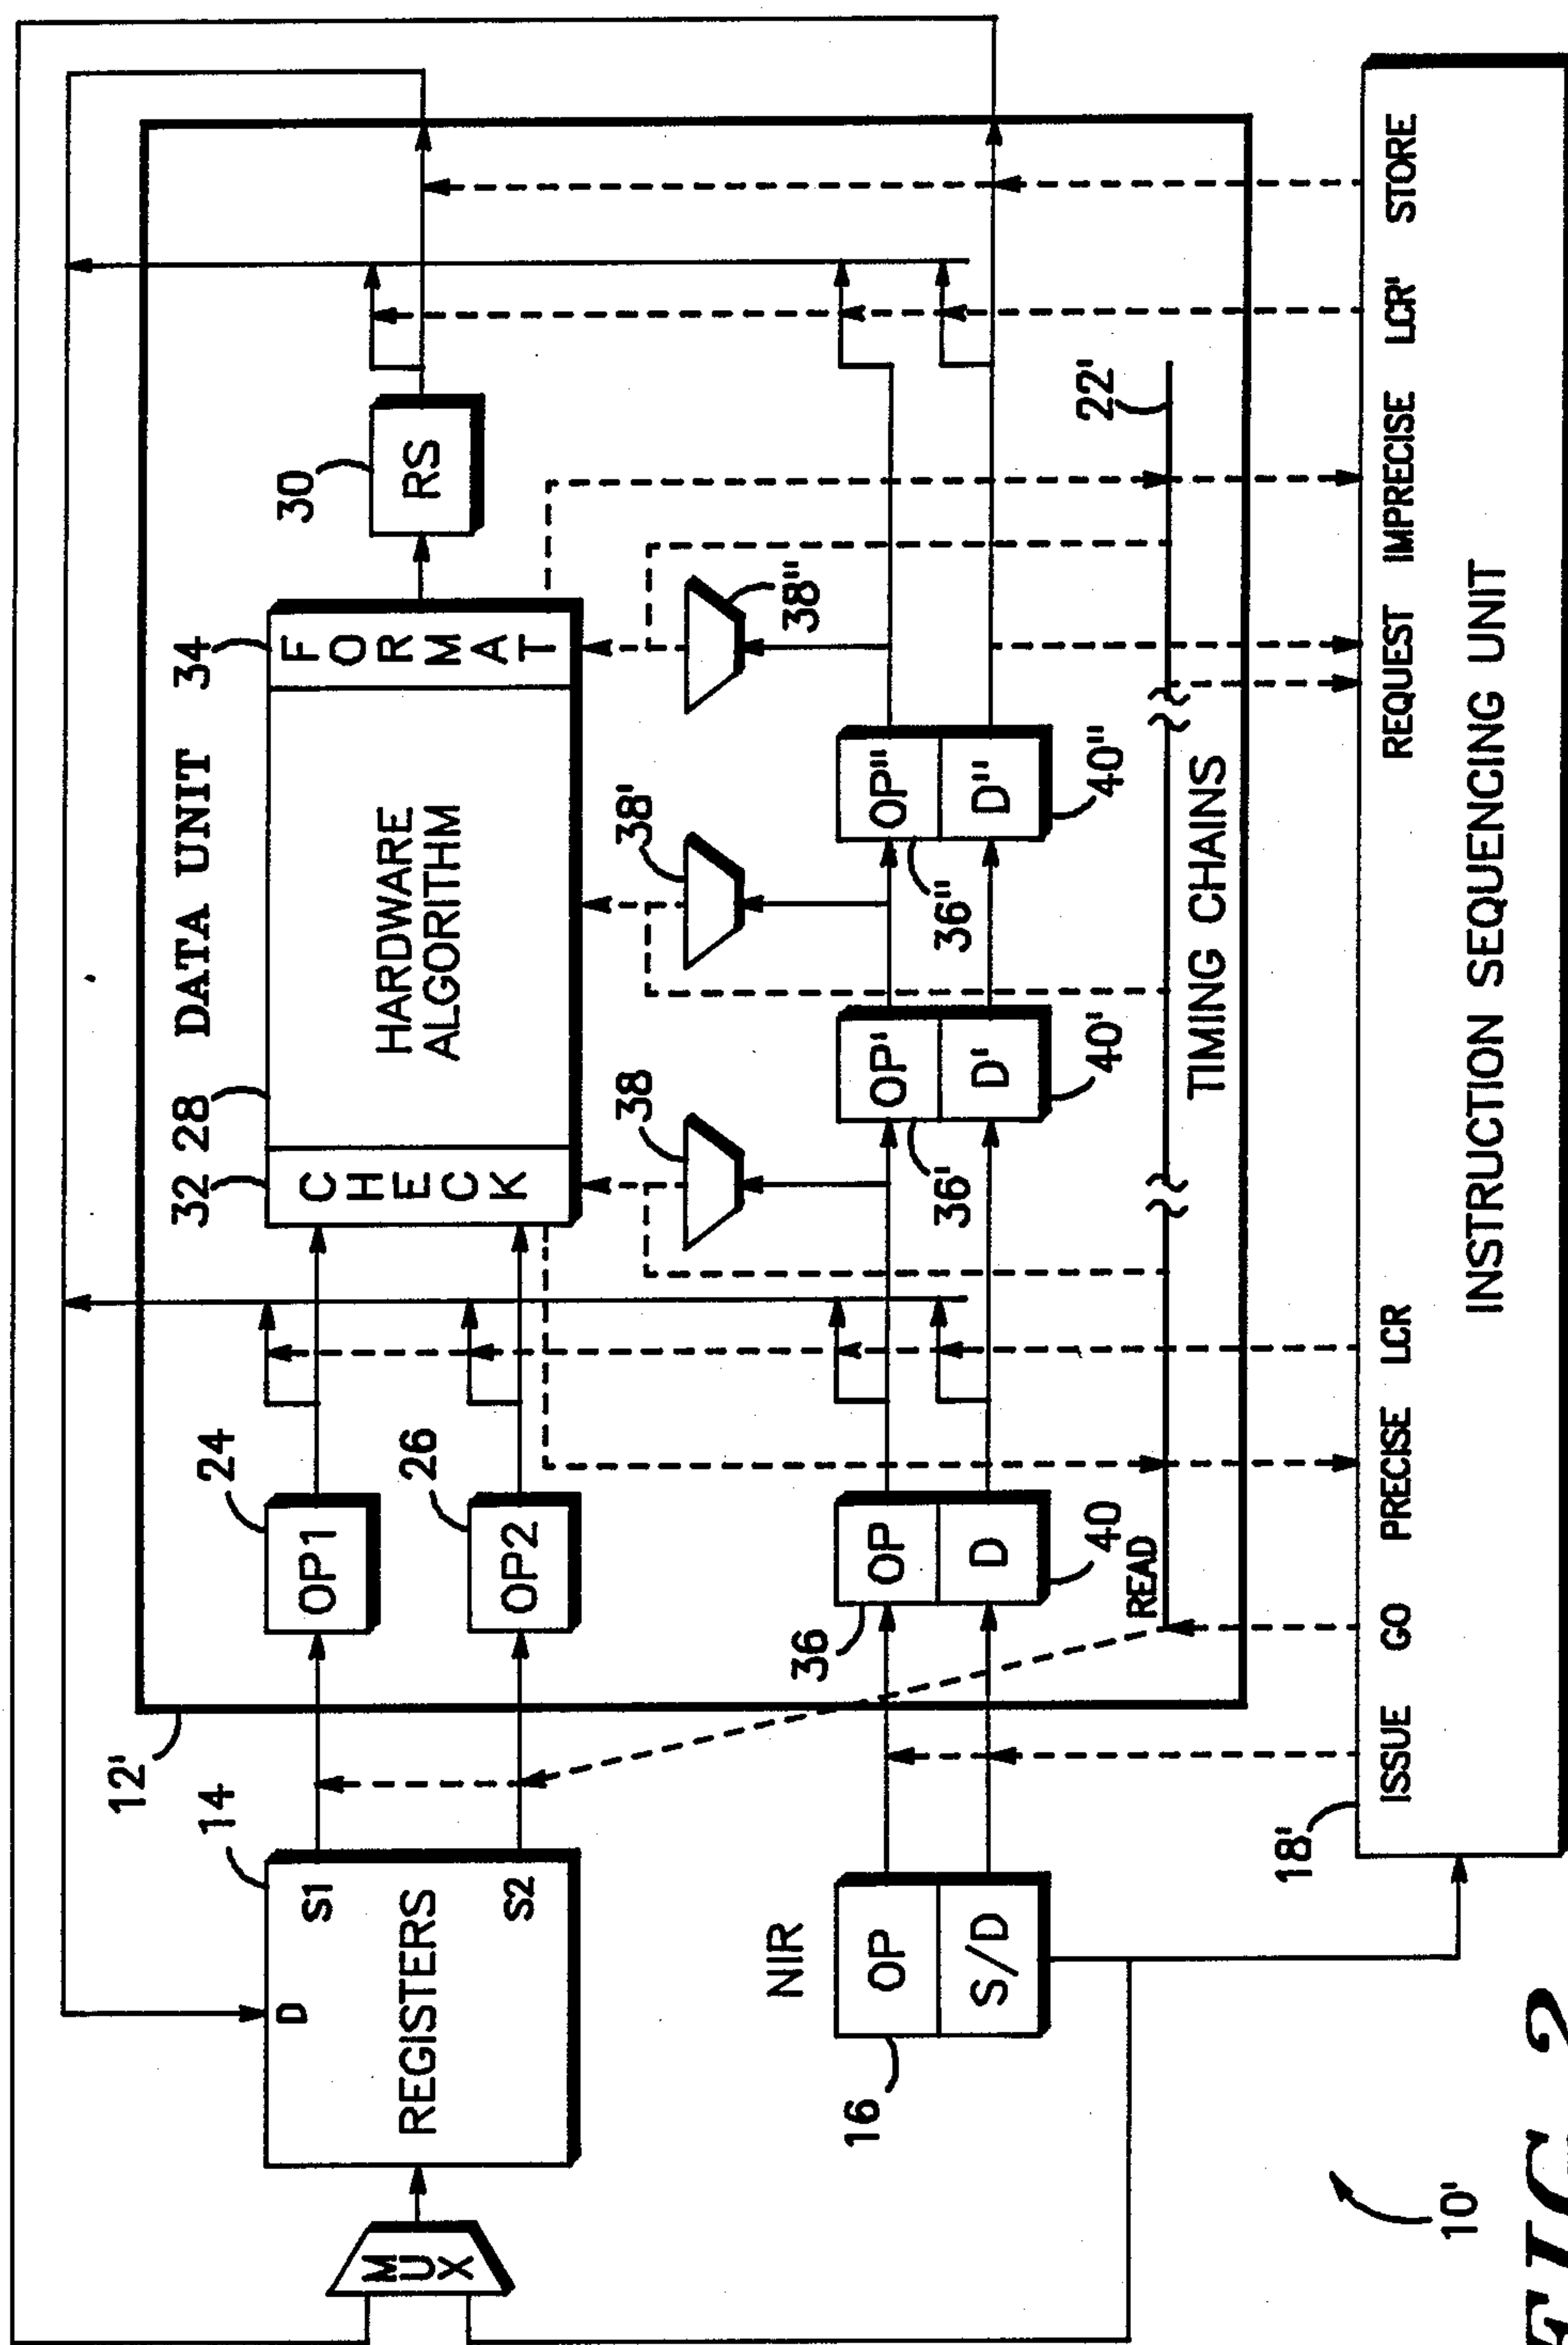 DATA UNIT
34
32
28
CHECK
HARDWARE
ALGORITHM
FORMAT
30
RS
24
OP1
26
OP2
12'
14
S1
S2
D
REGISTERS
MUX
38
38'
38"
NIR
OP
S/D
16
36
OP
D
40
READ
36'
OP'
D'
40'
36"
OP"
D"
40"
22'
TIMING CHAINS
18'
ISSUE GO PRECISE LCR REQUEST IMPRECISE LCR' STORE
INSTRUCTION SEQUENCING UNIT
10'
FIG 2